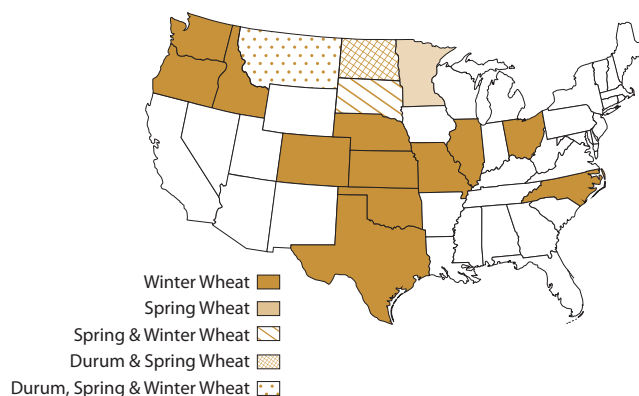 Winter Wheat
Spring Wheat
Spring & Winter Wheat
Durum & Spring Wheat
Durum, Spring & Winter Wheat